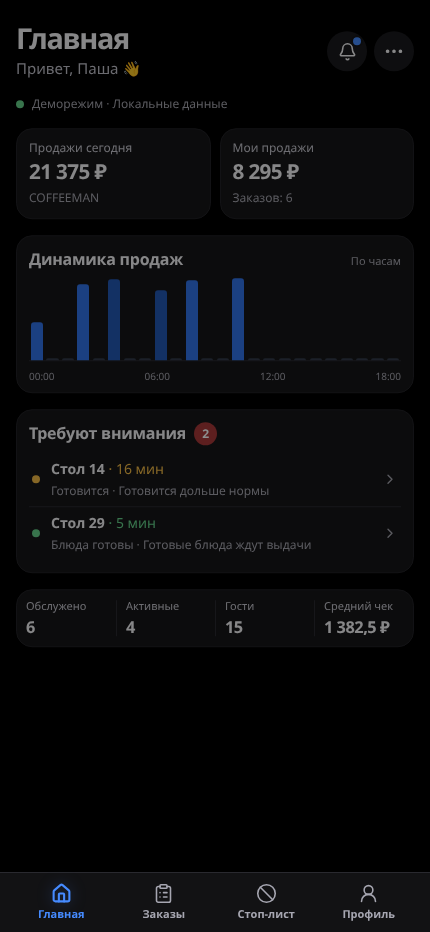 Главная
Привет, Паша 👋
Деморежим · Локальные данные
Продажи сегодня
21 375 ₽
COFFEEMAN
Мои продажи
8 295 ₽
Заказов: 6
Динамика продаж
По часам
00:00 06:00 12:00 18:00
Требуют внимания 2
Стол 14 · 16 мин
Готовится · Готовится дольше нормы
Стол 29 · 5 мин
Блюда готовы · Готовые блюда ждут выдачи
Обслужено Активные Гости Средний чек
6 4 15 1 382,5 ₽
Главная Заказы Стоп-лист Профиль